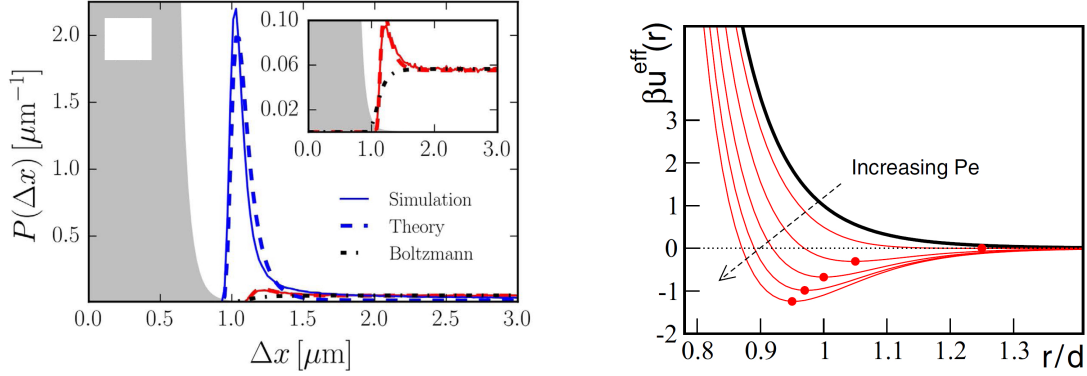 2.0
1.5
1.0
0.5
P(Δx) [μm⁻¹]
0.0 0.5 1.0 1.5 2.0 2.5 3.0
Δx [μm]
0.10
0.06
0.02
0.0 1.0 2.0 3.0
Simulation
Theory
Boltzmann
βu^eff(r)
3
2
1
0
-1
-2
Increasing Pe
0.8 0.9 1 1.1 1.2 1.3
r/d